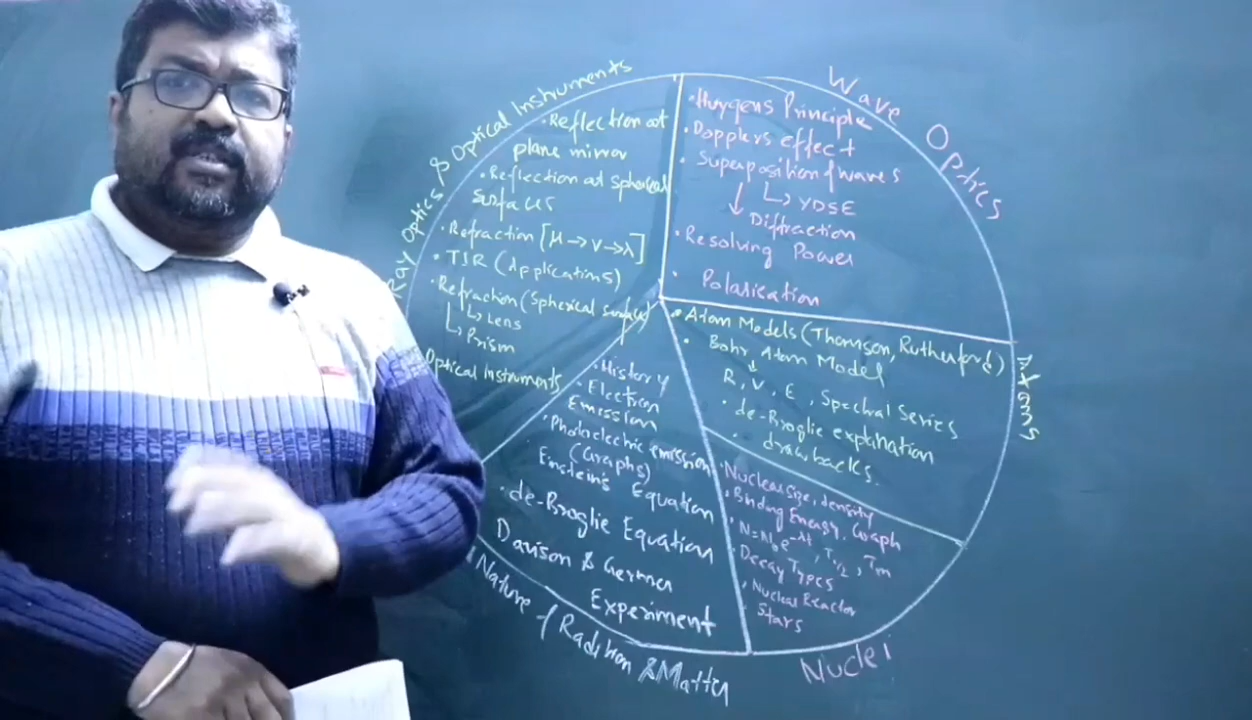 Ray Optics & Optical Instruments
• Reflection at
plane mirror
• Reflection at Spherical
Surfaces
• Refraction [μ → v → λ]
• TIR (Applications)
• Refraction (Spherical Surface)
↳ Lens
↳ Prism
Optical Instruments
Wave Optics
• Huygens Principle
• Dopplers effect
• Superposition of waves
↳ YDSE
↓ Diffraction
• Resolving Power
• Polarisation
Atoms
• Atom Models (Thomson, Rutherford)
• Bohr Atom Model
R, V, E, Spectral Series
• de-Broglie explanation
• drawbacks.
Nuclei
• Nuclear size, density
• Binding Energy, Graph
• N=N₀e^-λt, T1/2, Tm
• Decay Types
• Nuclear Reactor
• Stars
Nature of Radition & Matter
• History
• Electron
Emission
• Photoelectric emission
(Graphs)
Einstein's Equation
• de-Broglie Equation
Davison & Germer
Experiment